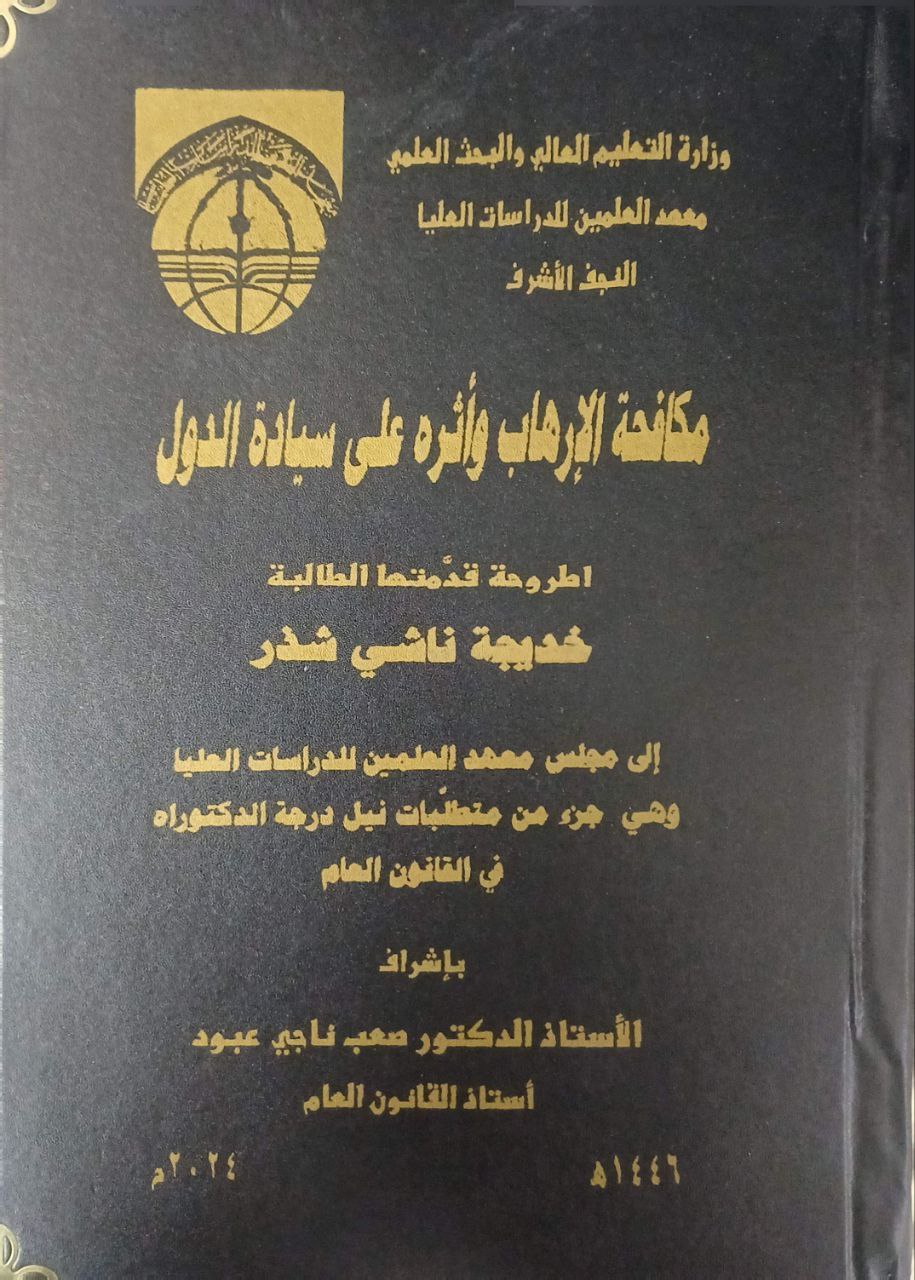 وزارة التعليم العالي والبحث العلمي
معهد العلمين للدراسات العليا
النجف الأشرف
مكافحة الإرهاب وأثره على سيادة الدول
اطروحة قدَّمتها الطالبة
خديجة ناشي شذر
إلى مجلس معهد العلمين للدراسات العليا
وهي جزء من متطلَّبات نيل درجة الدكتوراه
في القانون العام
بإشراف
الأستاذ الدكتور صعب ناجي عبود
أستاذ القانون العام
١٤٤٦هـ ٢٠٢٤م